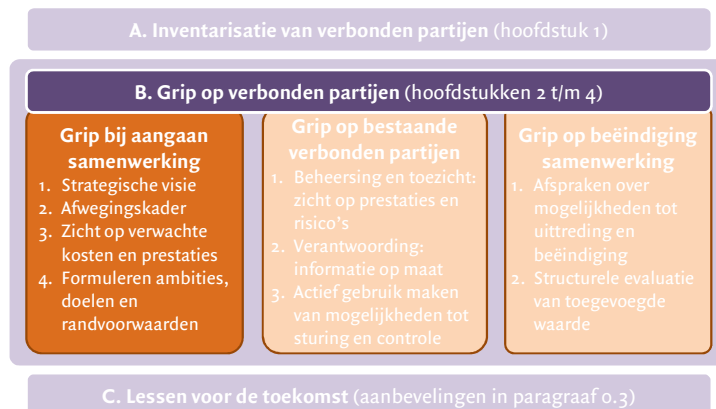 A. Inventarisatie van verbonden partijen (hoofdstuk 1)
B. Grip op verbonden partijen (hoofdstukken 2 t/m 4)
Grip bij aangaan
samenwerking
1. Strategische visie
2. Afwegingskader
3. Zicht op verwachte
kosten en prestaties
4. Formuleren ambities,
doelen en
randvoorwaarden
Grip op bestaande
verbonden partijen
1. Beheersing en toezicht:
zicht op prestaties en
risico's
2. Verantwoording:
informatie op maat
3. Actief gebruik maken
van mogelijkheden tot
sturing en controle
Grip op beëindiging
samenwerking
1. Afspraken over
mogelijkheden tot
uittreding en
beëindiging
2. Structurele evaluatie
van toegevoegde
waarde
C. Lessen voor de toekomst (aanbevelingen in paragraaf 0.3)